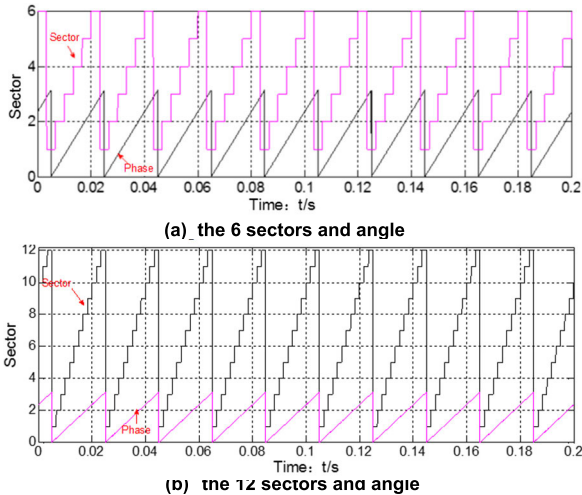 6
Sector
4
Sector
2
Phase
0
0 0.02 0.04 0.06 0.08 0.1 0.12 0.14 0.16 0.18 0.2
Time: t/s
(a) the 6 sectors and angle
12
10
Sector
8
Sector
6
4
2
Phase
0
0 0.02 0.04 0.06 0.08 0.1 0.12 0.14 0.16 0.18 0.2
Time: t/s
(b) the 12 sectors and angle